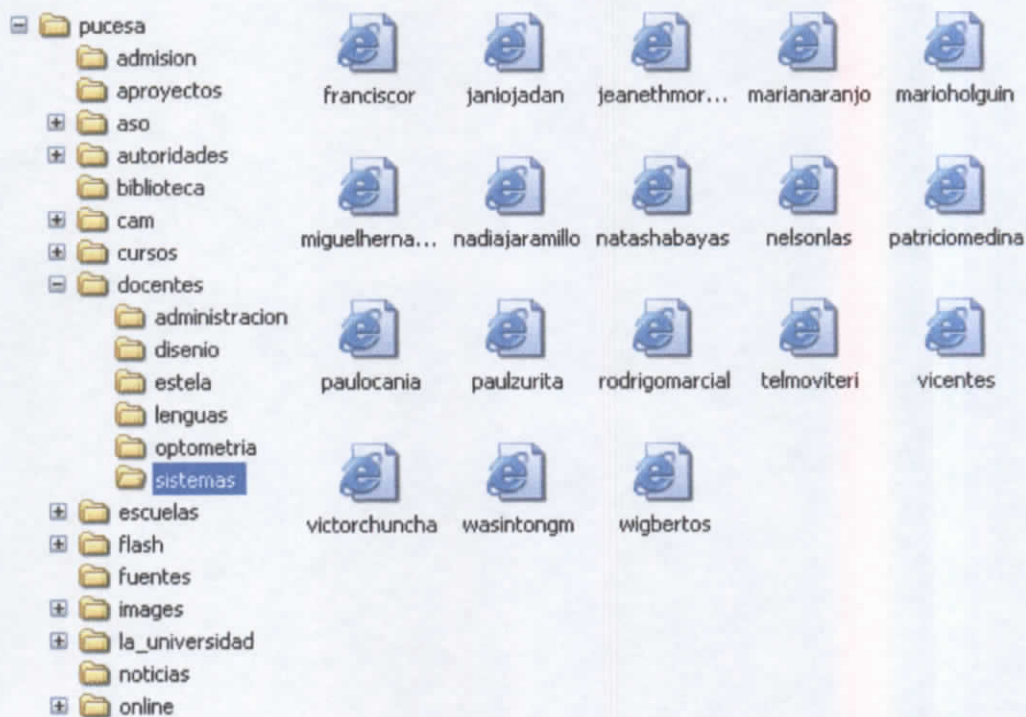 pucesa
admision
aproyectos
aso
autoridades
biblioteca
cam
cursos
docentes
administracion
disenio
estela
lenguas
optometria
sistemas
escuelas
flash
fuentes
images
la_universidad
noticias
online
franciscor janiojadan jeanethmor... marianaranjo marioholguin
miguelherna... nadiajaramillo natashabayas nelsonlas patriciomedina
paulocania paulzurita rodrigomarcial telmoviteri vicentes
victorchuncha wasintongm wigbertos